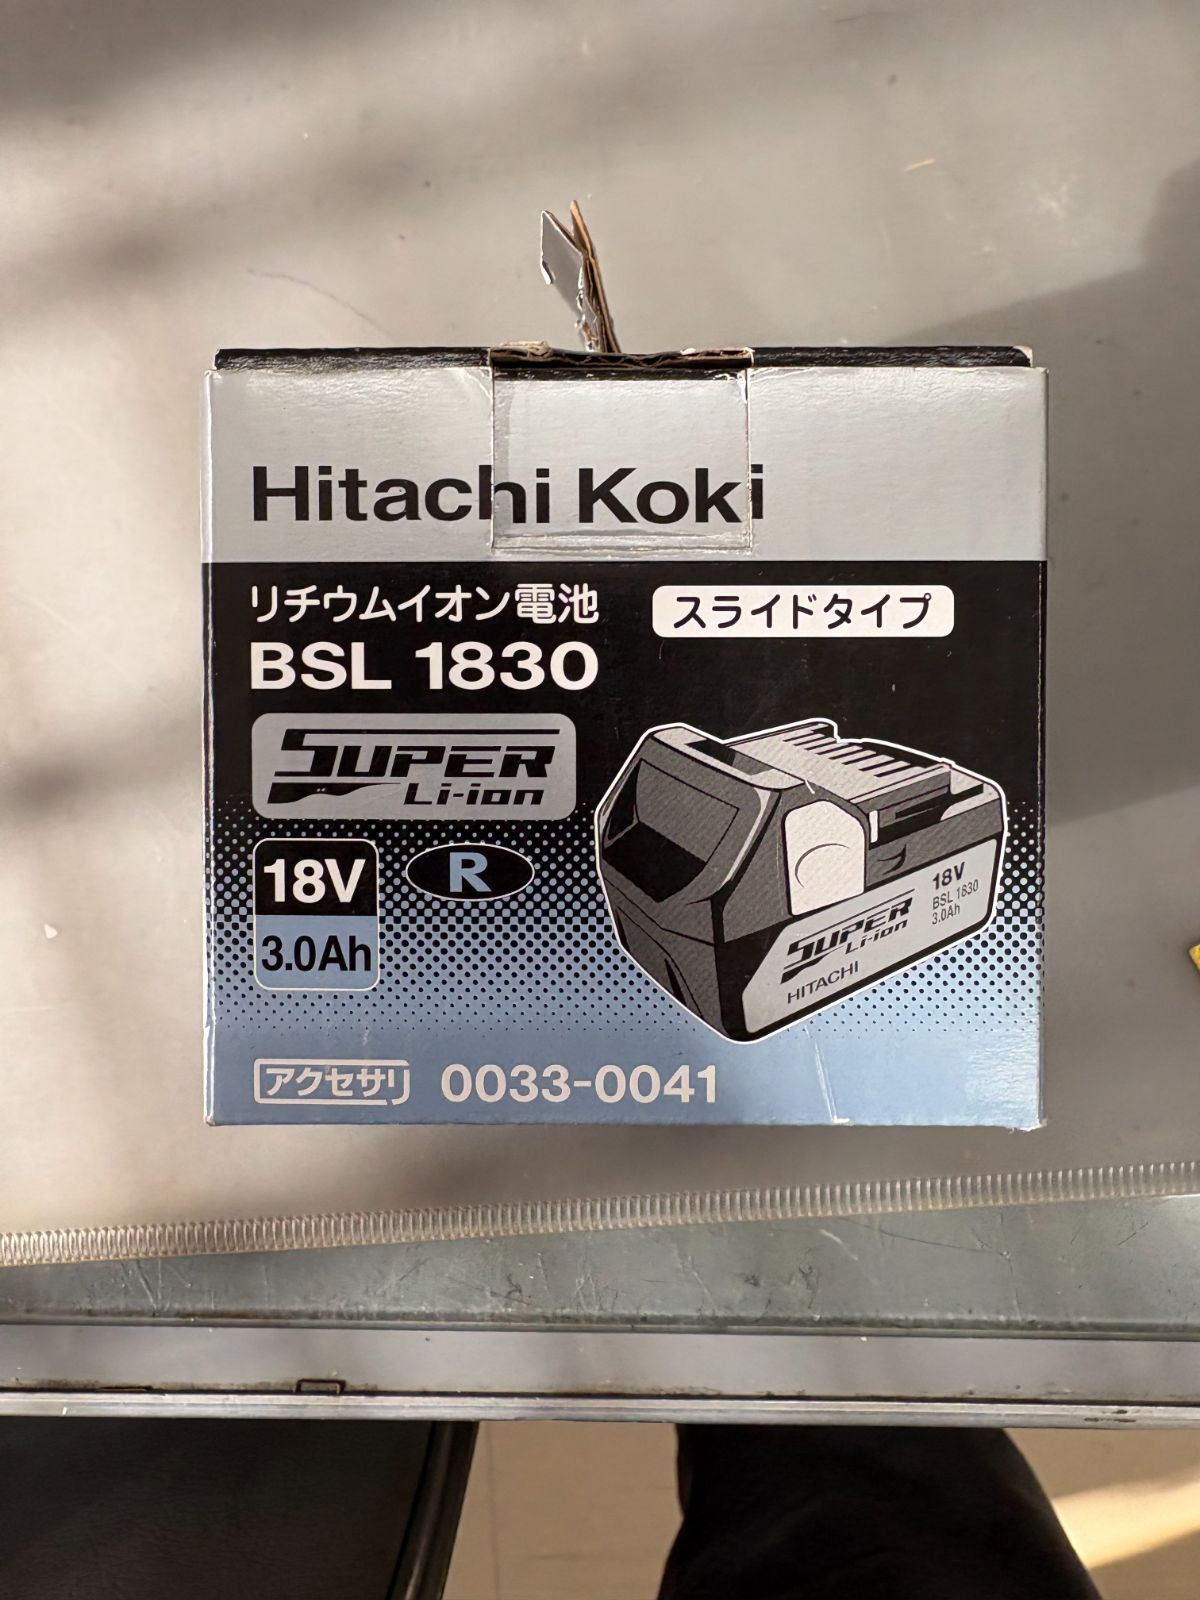 Hitachi Koki
リチウムイオン電池
スライドタイプ
BSL 1830
SUPER
Li-ion
18V
3.0Ah
R
18V
BSL 1830
3.0Ah
SUPER
Li-ion
HITACHI
アクセサリ 0033-0041